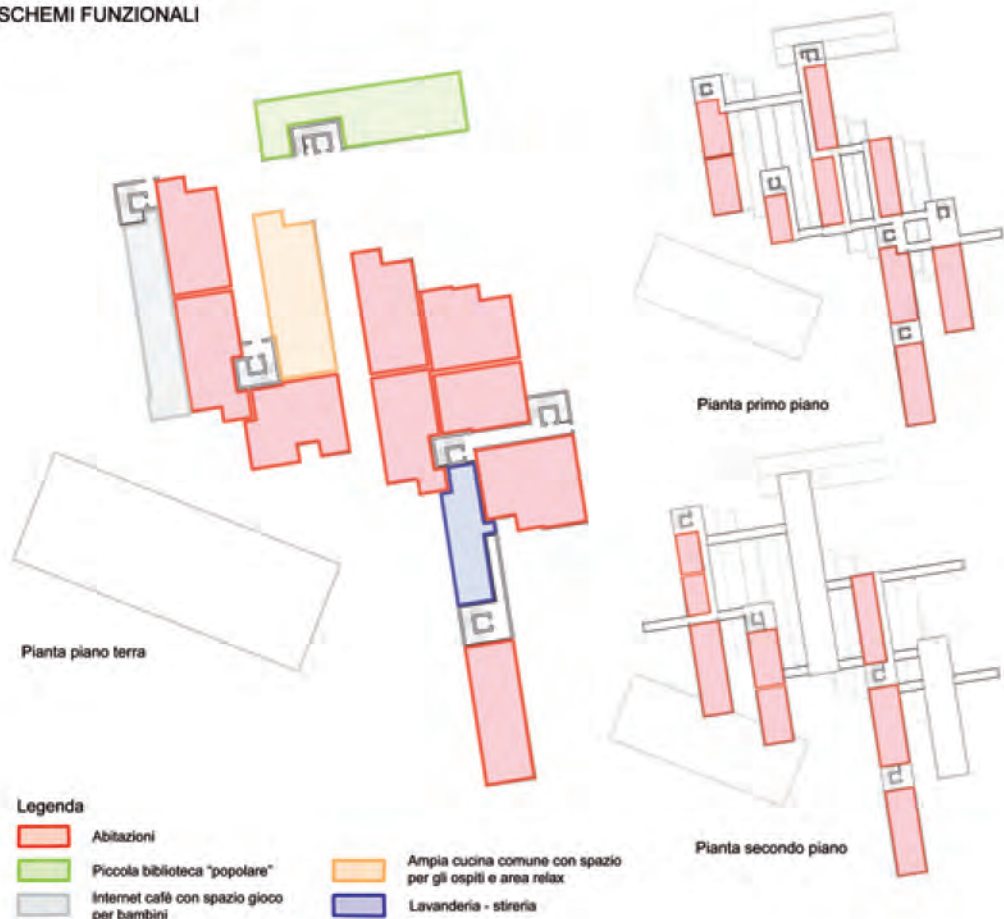 SCHEMI FUNZIONALI
Pianta primo piano
Pianta piano terra
Pianta secondo piano
Legenda
Abitazioni
Piccola biblioteca "popolare"
Internet cafè con spazio gioco
per bambini
Ampia cucina comune con spazio
per gli ospiti e area relax
Lavanderia - stireria